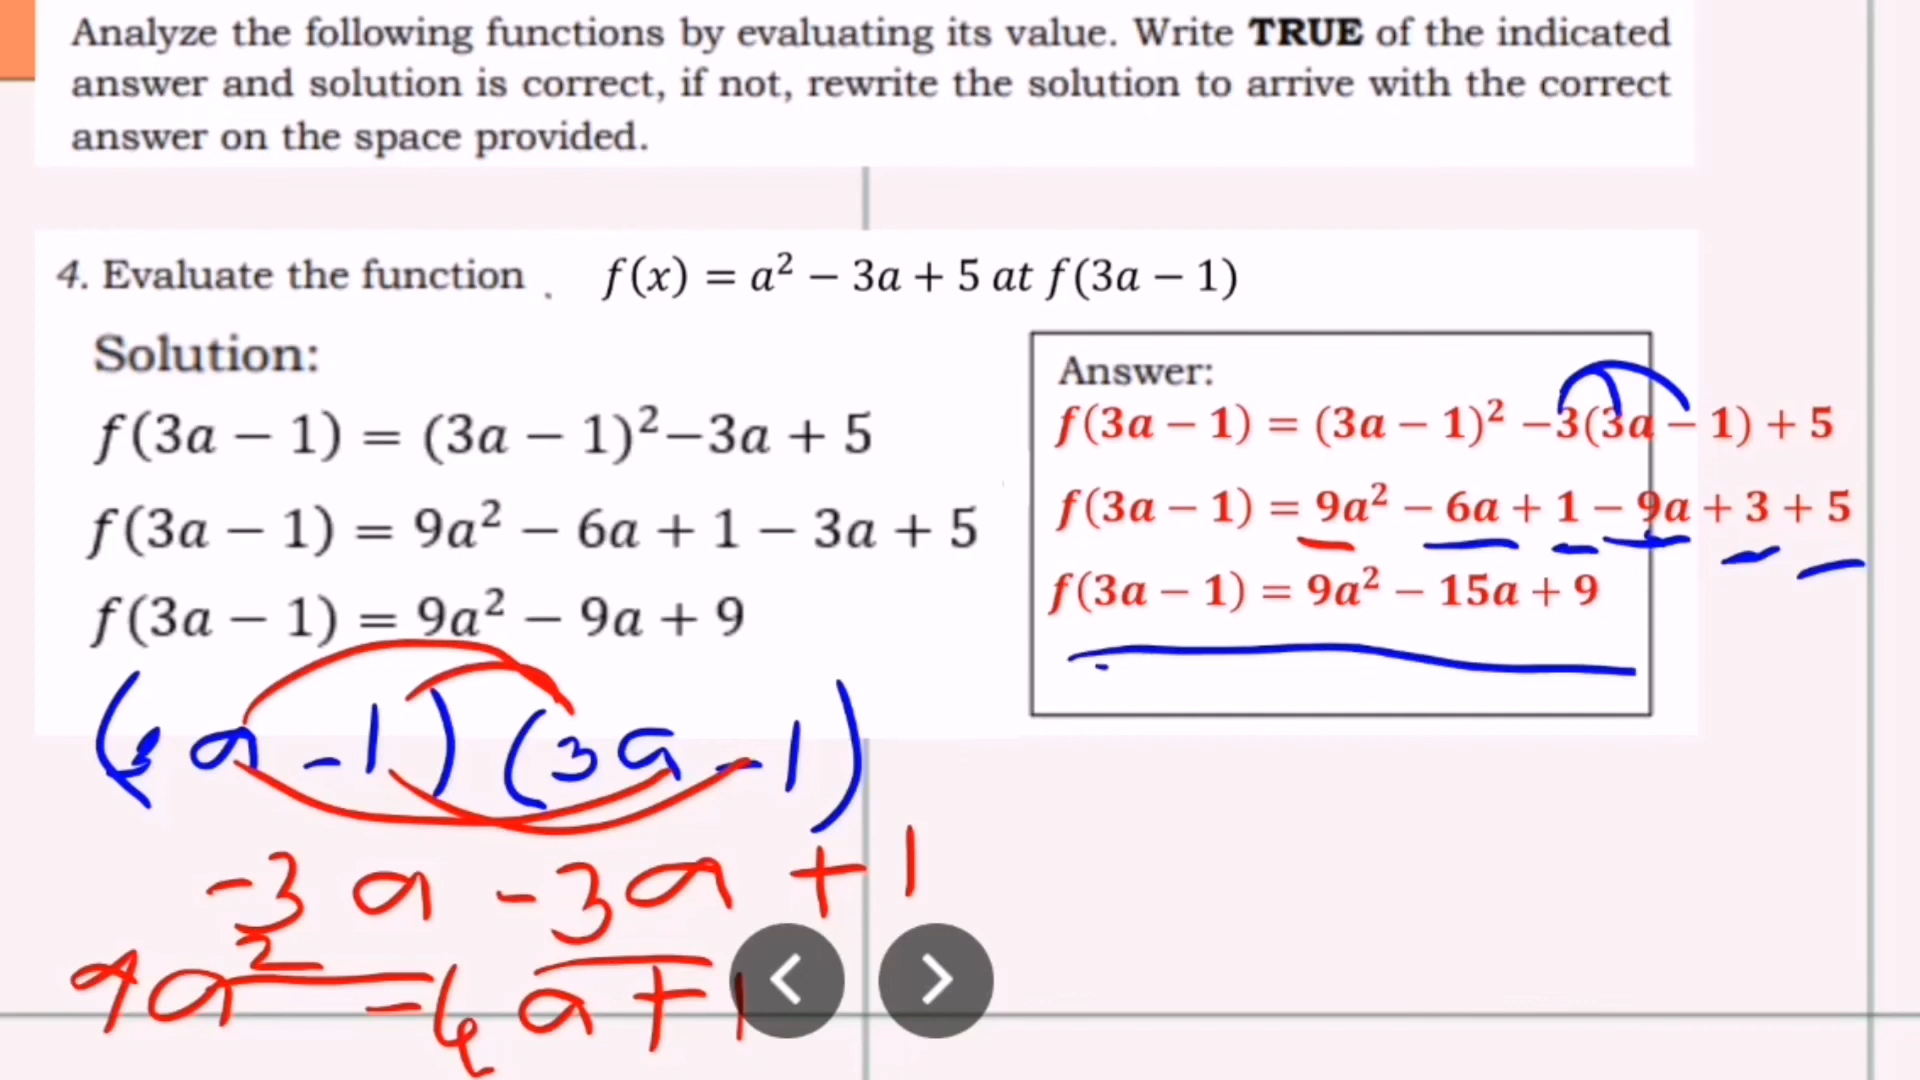 Analyze the following functions by evaluating its value. Write TRUE of the indicated
answer and solution is correct, if not, rewrite the solution to arrive with the correct
answer on the space provided.
4. Evaluate the function . f(x) = a² − 3a + 5 at f(3a − 1)
Solution:
f(3a − 1) = (3a − 1)²−3a + 5
f(3a − 1) = 9a² − 6a + 1 − 3a + 5
f(3a − 1) = 9a² − 9a + 9
Answer:
f(3a − 1) = (3a − 1)² −3(3a − 1) + 5
f(3a − 1) = 9a² − 6a + 1 − 9a + 3 + 5
f(3a − 1) = 9a² − 15a + 9
(3a -1) (3a -1)
-3a -3a +1
9a² -6a +1